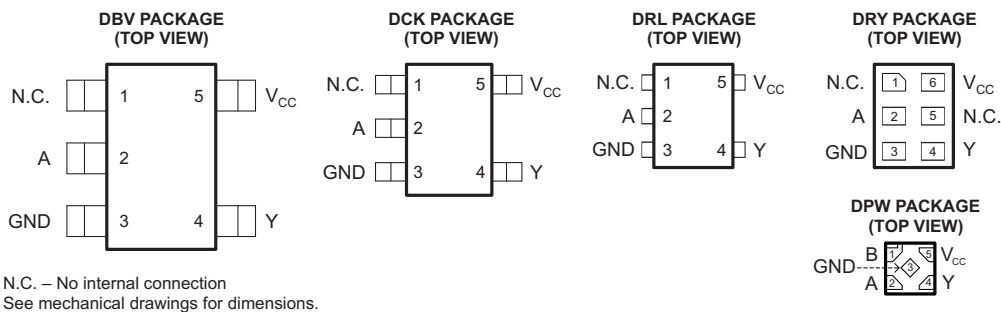 DBV PACKAGE
(TOP VIEW)
N.C. 1 5 VCC
A 2
GND 3 4 Y
DCK PACKAGE
(TOP VIEW)
N.C. 1 5 VCC
A 2
GND 3 4 Y
DRL PACKAGE
(TOP VIEW)
N.C. 1 5 VCC
A 2
GND 3 4 Y
DRY PACKAGE
(TOP VIEW)
N.C. 1 6 VCC
A 2 5 N.C.
GND 3 4 Y
DPW PACKAGE
(TOP VIEW)
B 1 5 VCC
GND 3
A 2 4 Y
N.C. – No internal connection
See mechanical drawings for dimensions.